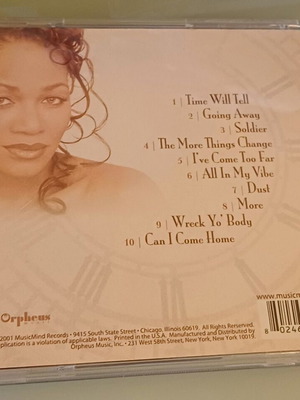 1 | Time Will Tell
2 | Going Away
3 | Soldier
4 | The More Things Change
5 | I've Come Too Far
6 | All In My Vibe
7 | Dust
8 | More
9 | Wreck Yo' Body
10 | Can I Come Home
www.musicm
Orpheus
2001 MusicMind Records • 9415 South State Street • Chicago, Illinois 60619. All Rights Reserved.
plication is a violation of applicable laws. Printed in the U.S.A. Manufactured and Distributed by
Orpheus Music, Inc. • 231 West 58th Street, New York, New York 10019.
8 0246